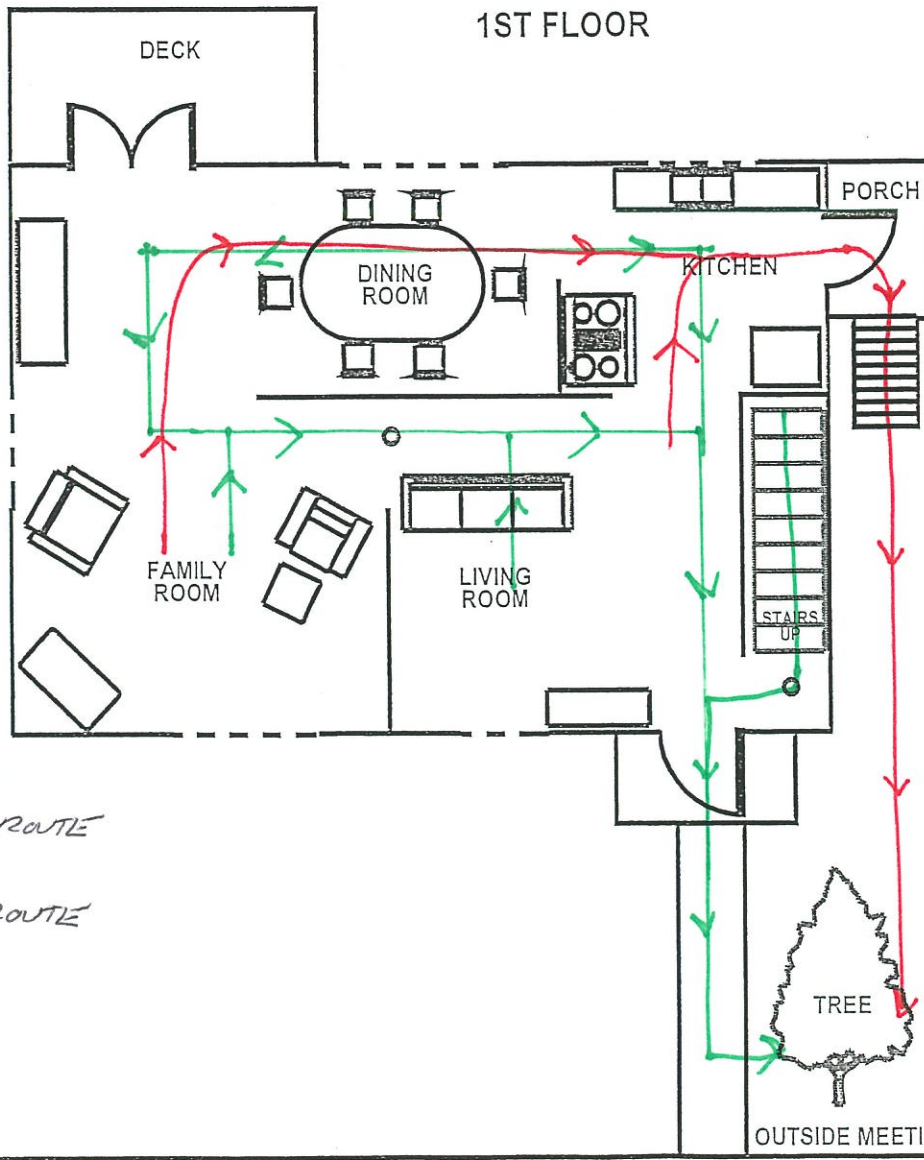 1ST FLOOR
DECK
PORCH
DINING
ROOM
KITCHEN
FAMILY
ROOM
LIVING
ROOM
STAIRS
UP
ROUTE
ROUTE
TREE
OUTSIDE MEETI